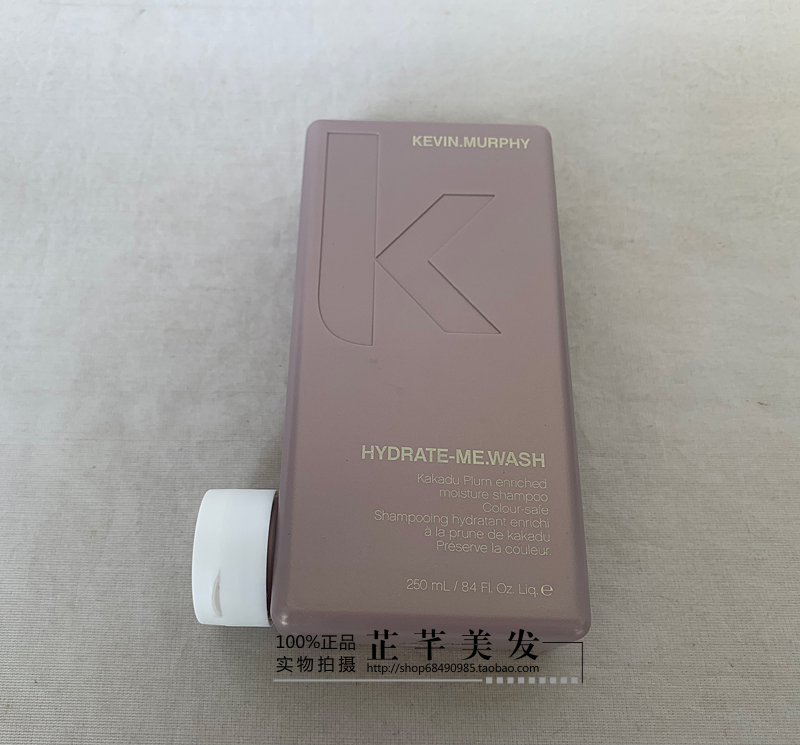 KEVIN.MURPHY
HYDRATE-ME.WASH
Kakadu Plum enriched
moisture shampoo
Colour-safe
Shampooing hydratant enrichi
à la prune de kakadu
Préserve la couleur
250 mL / 8.4 Fl. Oz. Liq. e
100%正品
实物拍摄
芷芊美发
http://shop68490985.taobao.com